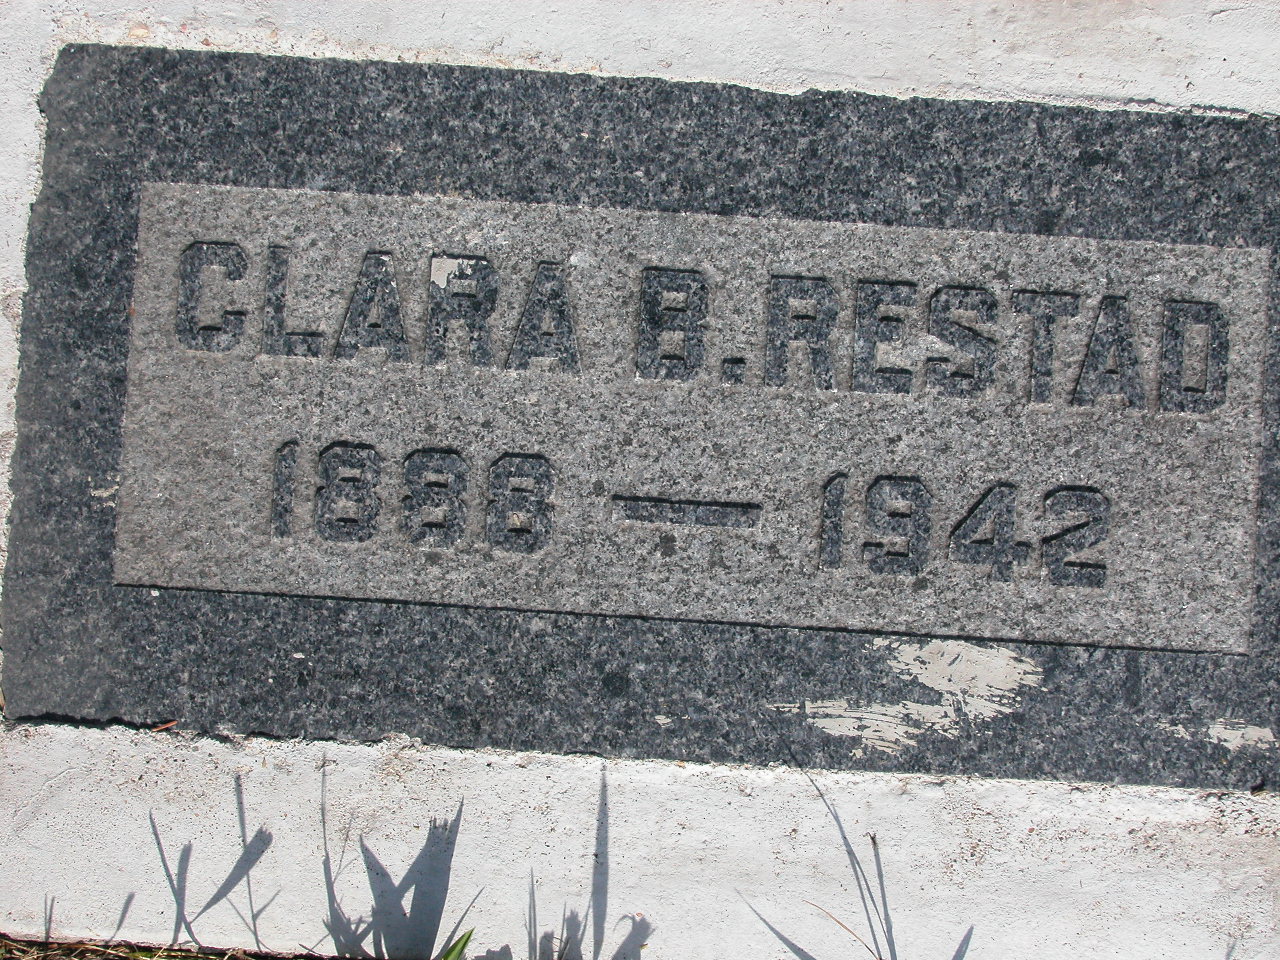 CLARA B. RESTAD
1888 — 1942